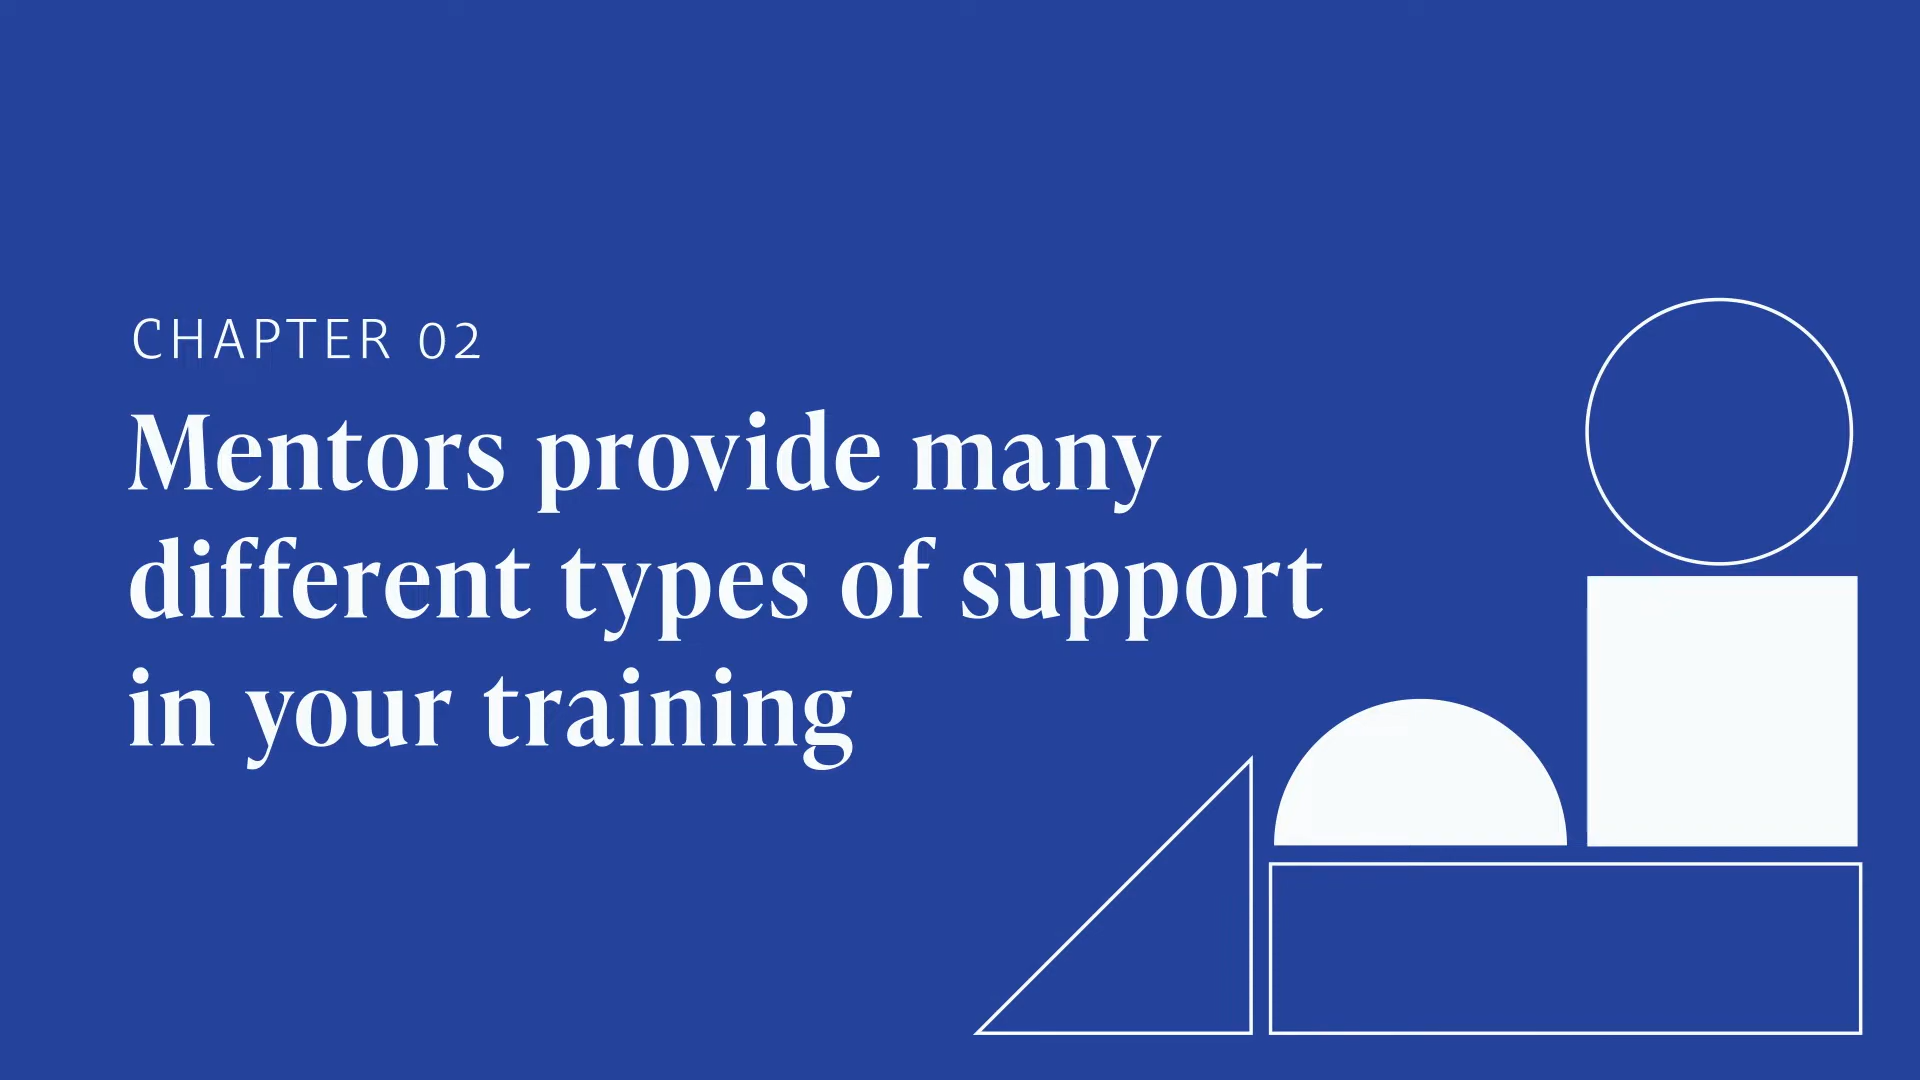 CHAPTER 02
Mentors provide many
different types of support
in your training